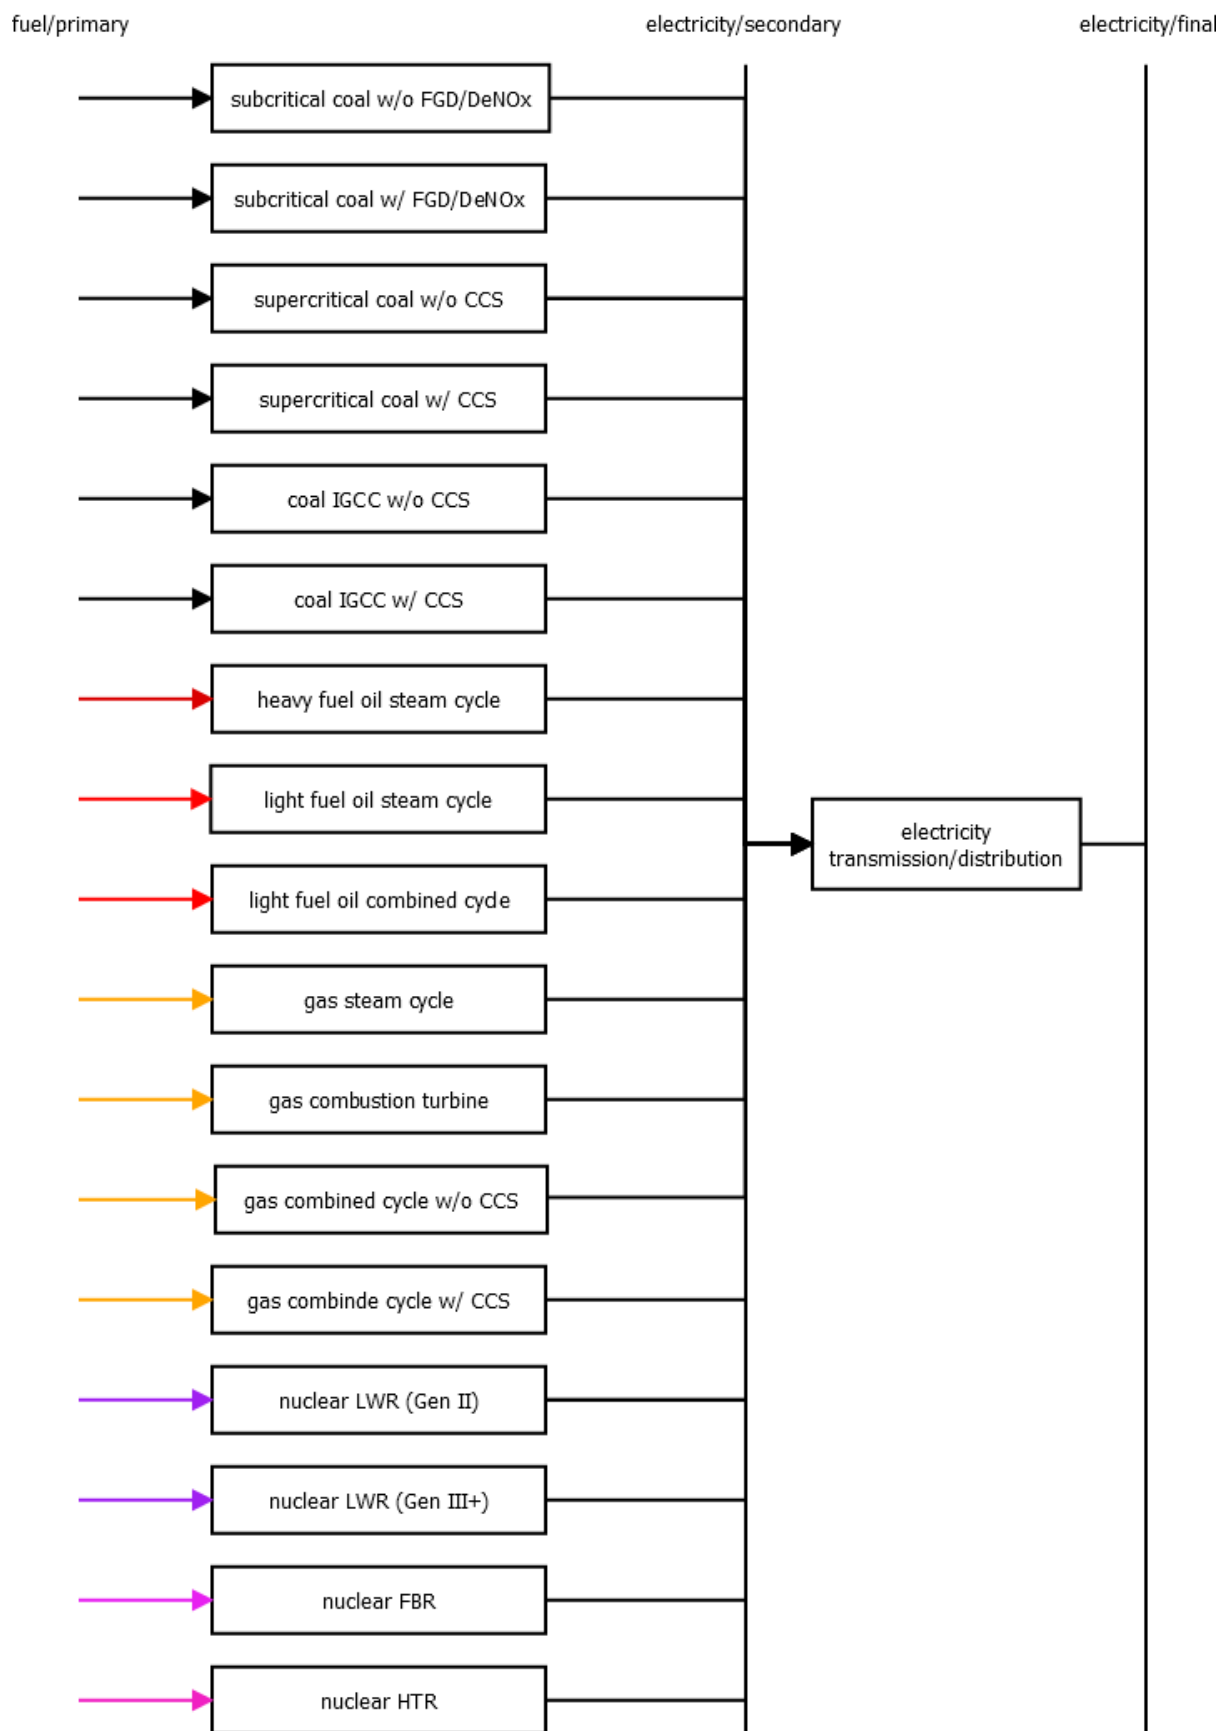 fuel/primary
electricity/secondary
electricity/final
subcritical coal w/o FGD/DeNOx
subcritical coal w/ FGD/DeNOx
supercritical coal w/o CCS
supercritical coal w/ CCS
coal IGCC w/o CCS
coal IGCC w/ CCS
heavy fuel oil steam cycle
light fuel oil steam cycle
electricity
transmission/distribution
light fuel oil combined cycle
gas steam cycle
gas combustion turbine
gas combined cycle w/o CCS
gas combinde cycle w/ CCS
nuclear LWR (Gen II)
nuclear LWR (Gen III+)
nuclear FBR
nuclear HTR